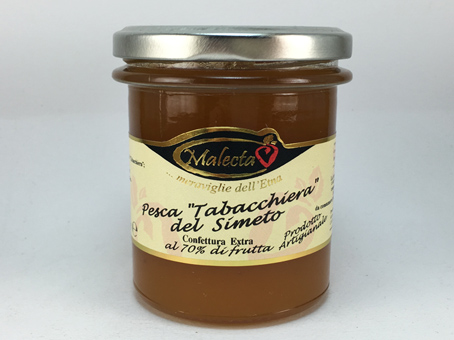 Malecta
... meraviglie dell'Etna
Pesca "Tabacchiera"
del Simeto
Confettura Extra
al 70% di frutta
Prodotto
Artigianale